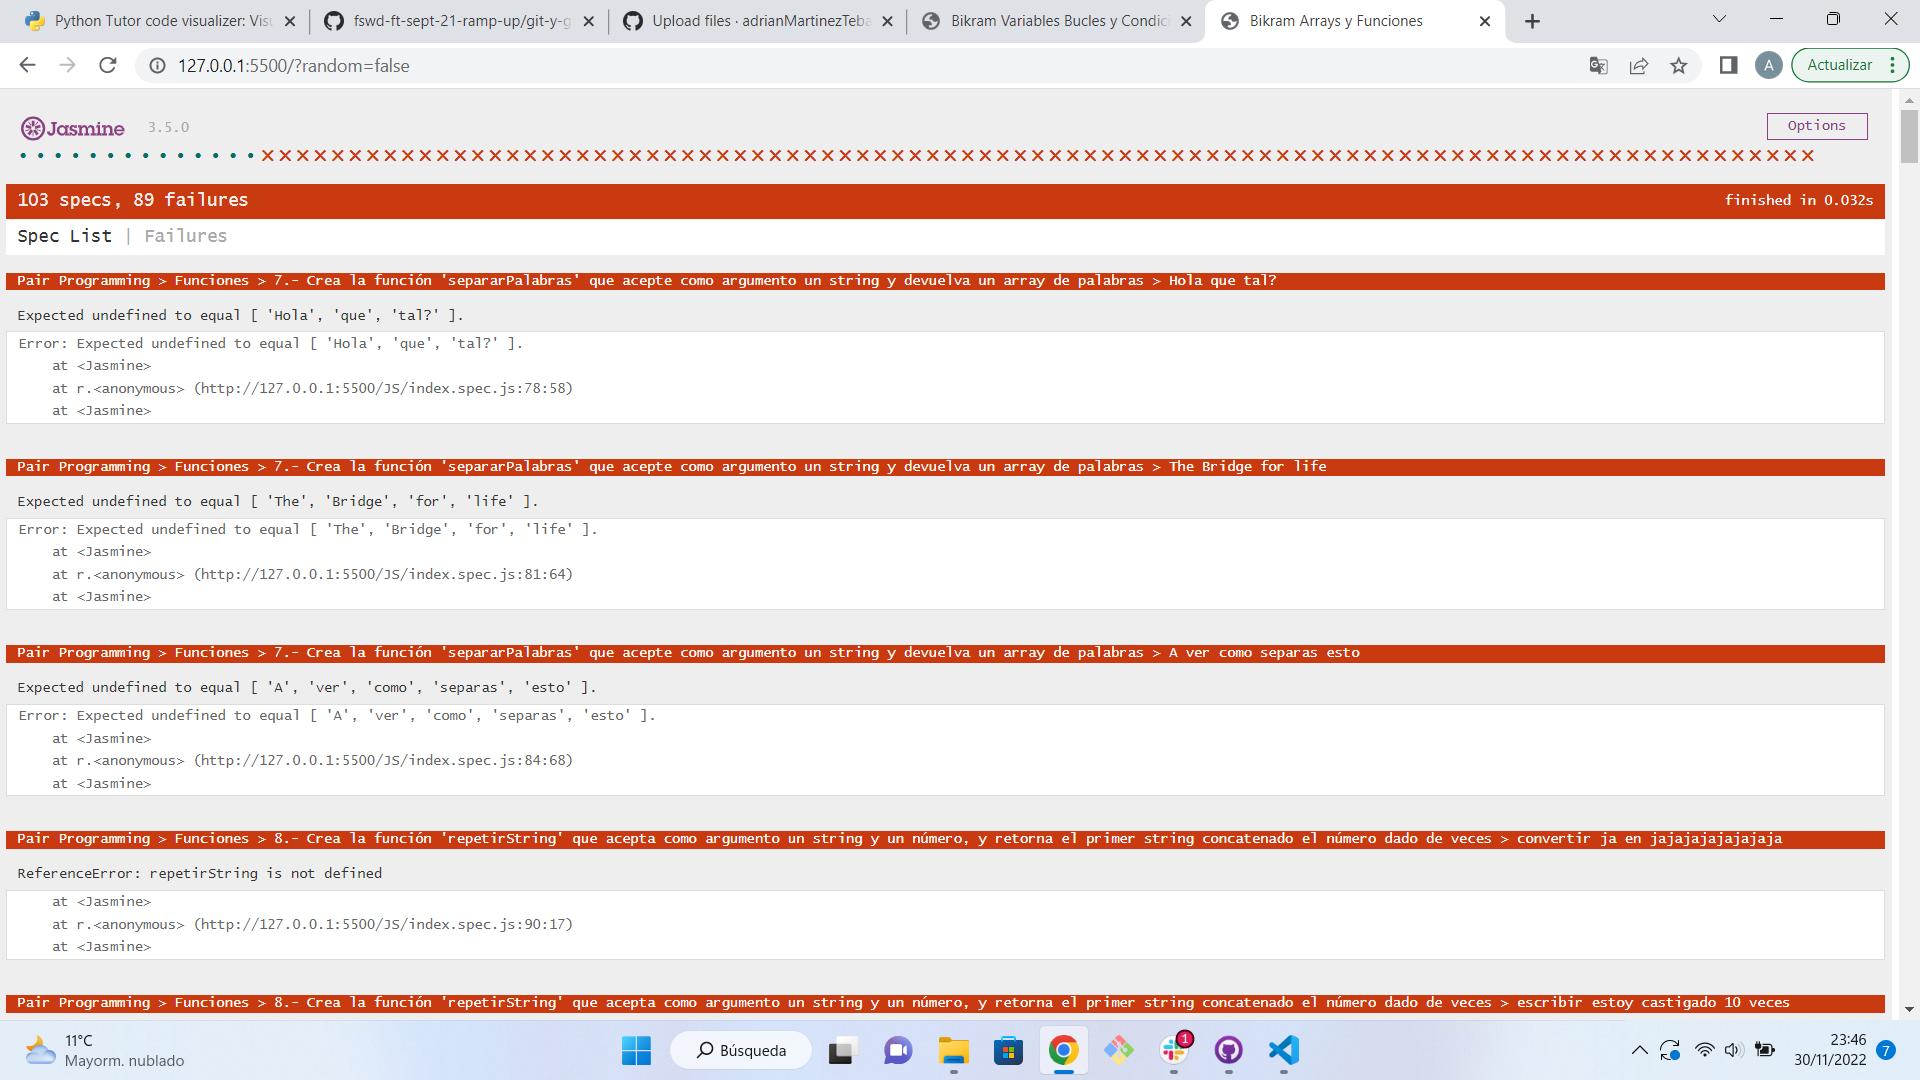 Python Tutor code visualizer: Visu
fswd-ft-sept-21-ramp-up/git-y-g
Upload files · adrianMartinezTeba
Bikram Variables Bucles y Condici
Bikram Arrays y Funciones
127.0.0.1:5500/?random=false
A
Actualizar
Jasmine
3.5.0
Options
103 specs, 89 failures
finished in 0.032s
Spec List | Failures
Pair Programming > Funciones > 7.- Crea la función 'separarPalabras' que acepte como argumento un string y devuelva un array de palabras > Hola que tal?
Expected undefined to equal [ 'Hola', 'que', 'tal?' ].
Error: Expected undefined to equal [ 'Hola', 'que', 'tal?' ].
at <Jasmine>
at r.<anonymous> (http://127.0.0.1:5500/JS/index.spec.js:78:58)
at <Jasmine>
Pair Programming > Funciones > 7.- Crea la función 'separarPalabras' que acepte como argumento un string y devuelva un array de palabras > The Bridge for life
Expected undefined to equal [ 'The', 'Bridge', 'for', 'life' ].
Error: Expected undefined to equal [ 'The', 'Bridge', 'for', 'life' ].
at <Jasmine>
at r.<anonymous> (http://127.0.0.1:5500/JS/index.spec.js:81:64)
at <Jasmine>
Pair Programming > Funciones > 7.- Crea la función 'separarPalabras' que acepte como argumento un string y devuelva un array de palabras > A ver como separas esto
Expected undefined to equal [ 'A', 'ver', 'como', 'separas', 'esto' ].
Error: Expected undefined to equal [ 'A', 'ver', 'como', 'separas', 'esto' ].
at <Jasmine>
at r.<anonymous> (http://127.0.0.1:5500/JS/index.spec.js:84:68)
at <Jasmine>
Pair Programming > Funciones > 8.- Crea la función 'repetirString' que acepta como argumento un string y un número, y retorna el primer string concatenado el número dado de veces > convertir ja en jajajajajajajaja
ReferenceError: repetirString is not defined
at <Jasmine>
at r.<anonymous> (http://127.0.0.1:5500/JS/index.spec.js:90:17)
at <Jasmine>
Pair Programming > Funciones > 8.- Crea la función 'repetirString' que acepta como argumento un string y un número, y retorna el primer string concatenado el número dado de veces > escribir estoy castigado 10 veces
11°C
Mayorm. nublado
Búsqueda
1
23:46
30/11/2022
7